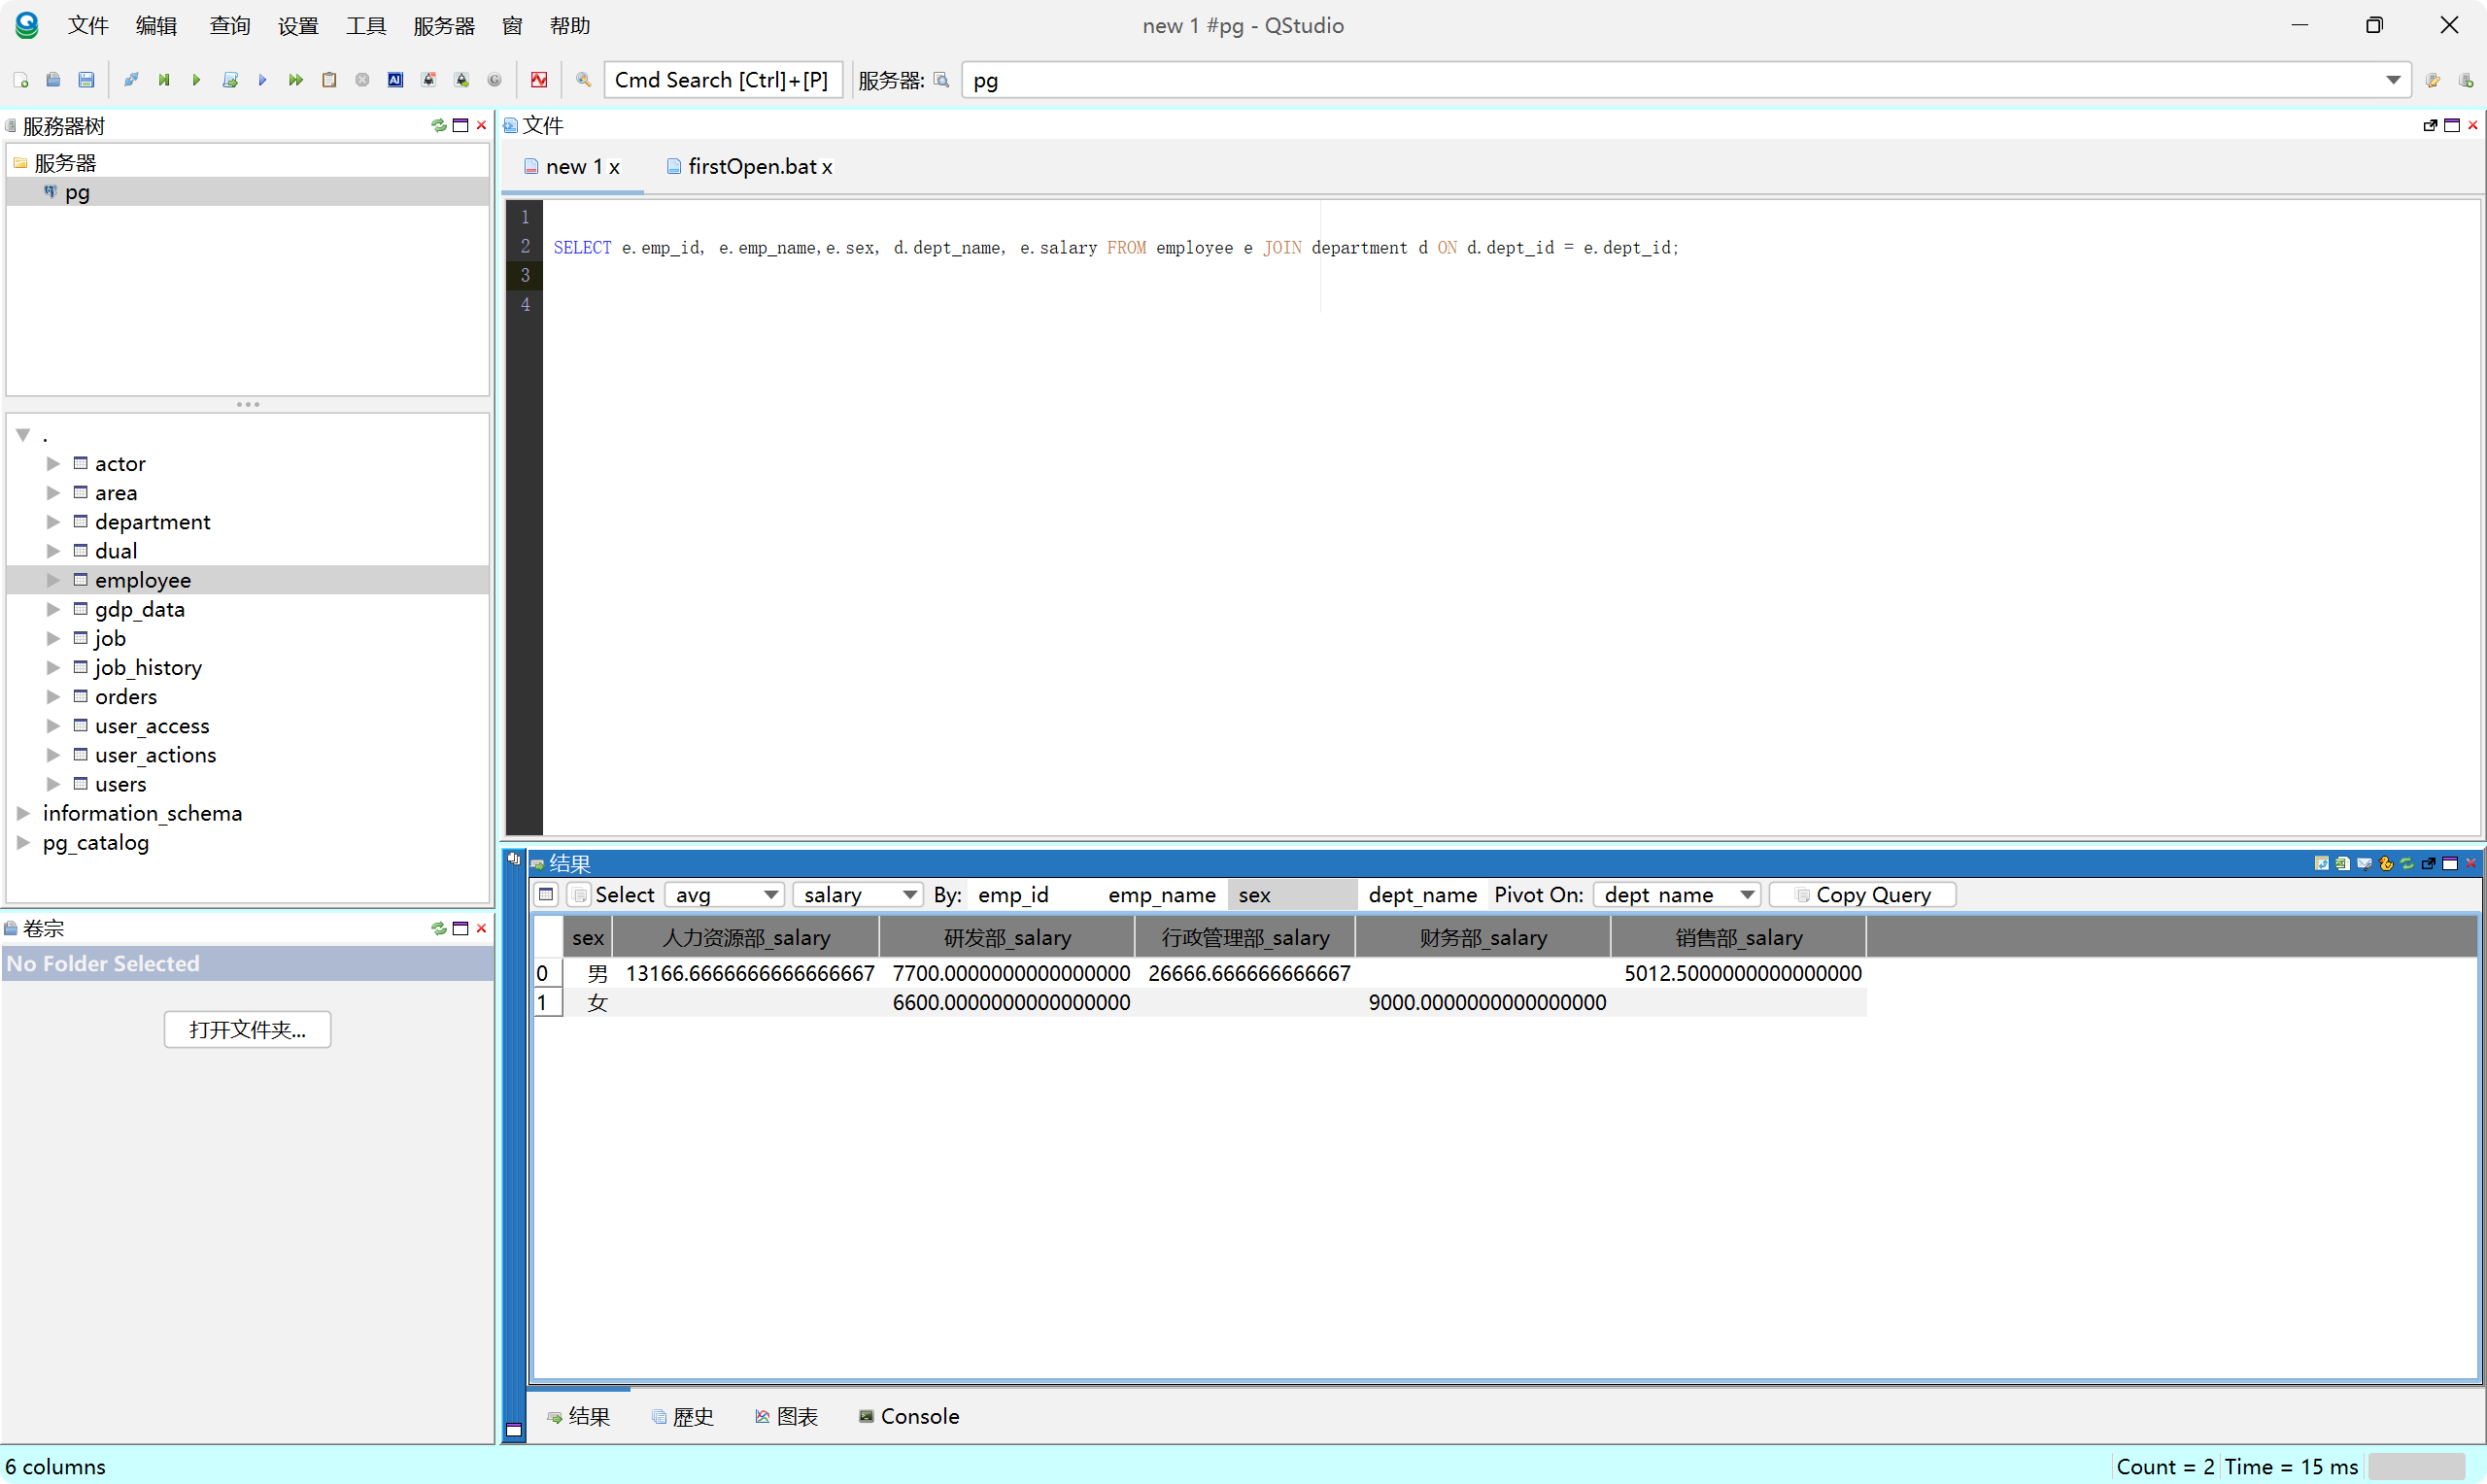 文件 编辑 查询 设置 工具 服务器 窗 帮助
new 1 #pg - QStudio
Cmd Search [Ctrl]+[P] 服务器: pg
服務器树
服务器
pg
.
actor
area
department
dual
employee
gdp_data
job
job_history
orders
user_access
user_actions
users
information_schema
pg_catalog
卷宗
No Folder Selected
打开文件夹...
文件
new 1 x firstOpen.bat x
1
2 SELECT e.emp_id, e.emp_name,e.sex, d.dept_name, e.salary FROM employee e JOIN department d ON d.dept_id = e.dept_id;
3
4
结果
Select avg salary By: emp_id emp_name sex dept_name Pivot On: dept_name Copy Query
sex 人力资源部_salary 研发部_salary 行政管理部_salary 财务部_salary 销售部_salary
0 男 13166.6666666666666667 7700.0000000000000000 26666.666666666667 5012.5000000000000000
1 女 6600.0000000000000000 9000.0000000000000000
结果 歷史 图表 Console
6 columns
Count = 2 Time = 15 ms